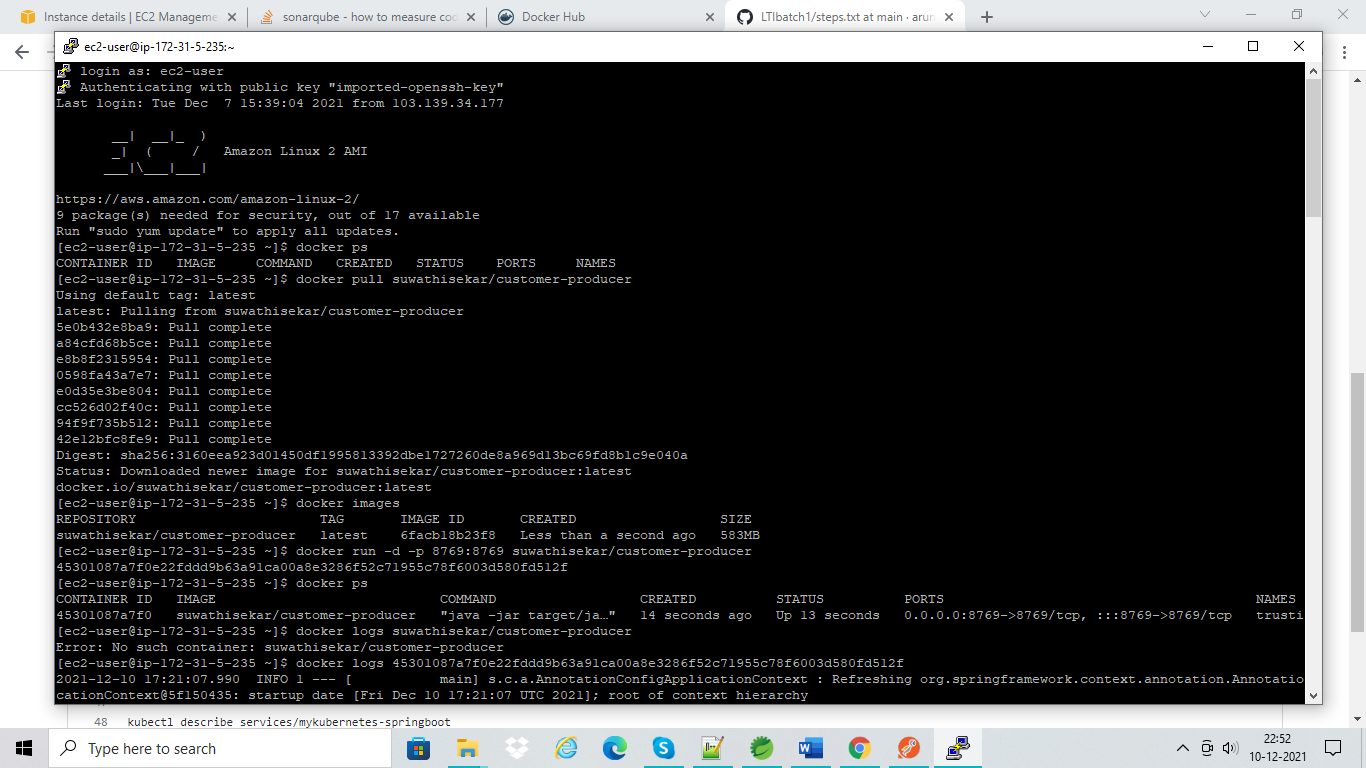 Instance details | EC2 Manageme
sonarqube - how to measure cod
Docker Hub
LTIbatch1/steps.txt at main · arun
ec2-user@ip-172-31-5-235:~
login as: ec2-user
Authenticating with public key "imported-openssh-key"
Last login: Tue Dec  7 15:39:04 2021 from 103.139.34.177
       __|  __|_  )
       _|  (     /   Amazon Linux 2 AMI
      ___|\___|___|
https://aws.amazon.com/amazon-linux-2/
9 package(s) needed for security, out of 17 available
Run "sudo yum update" to apply all updates.
[ec2-user@ip-172-31-5-235 ~]$ docker ps
CONTAINER ID   IMAGE     COMMAND   CREATED   STATUS    PORTS     NAMES
[ec2-user@ip-172-31-5-235 ~]$ docker pull suwathisekar/customer-producer
Using default tag: latest
latest: Pulling from suwathisekar/customer-producer
5e0b432e8ba9: Pull complete
a84cfd68b5ce: Pull complete
e8b8f2315954: Pull complete
0598fa43a7e7: Pull complete
e0d35e3be804: Pull complete
cc526d02f40c: Pull complete
94f9f735b512: Pull complete
42e12bfc8fe9: Pull complete
Digest: sha256:3160eea923d01450df1995813392dbe1727260de8a969d13bc69fd8b1c9e040a
Status: Downloaded newer image for suwathisekar/customer-producer:latest
docker.io/suwathisekar/customer-producer:latest
[ec2-user@ip-172-31-5-235 ~]$ docker images
REPOSITORY                       TAG       IMAGE ID       CREATED                  SIZE
suwathisekar/customer-producer   latest    6facb18b23f8   Less than a second ago   583MB
[ec2-user@ip-172-31-5-235 ~]$ docker run -d -p 8769:8769 suwathisekar/customer-producer
45301087a7f0e22fddd9b63a91ca00a8e3286f52c71955c78f6003d580fd512f
[ec2-user@ip-172-31-5-235 ~]$ docker ps
CONTAINER ID   IMAGE                            COMMAND                  CREATED          STATUS          PORTS                                       NAMES
45301087a7f0   suwathisekar/customer-producer   "java -jar target/ja…"   14 seconds ago   Up 13 seconds   0.0.0.0:8769->8769/tcp, :::8769->8769/tcp   trusti
[ec2-user@ip-172-31-5-235 ~]$ docker logs suwathisekar/customer-producer
Error: No such container: suwathisekar/customer-producer
[ec2-user@ip-172-31-5-235 ~]$ docker logs 45301087a7f0e22fddd9b63a91ca00a8e3286f52c71955c78f6003d580fd512f
2021-12-10 17:21:07.990  INFO 1 --- [           main] s.c.a.AnnotationConfigApplicationContext : Refreshing org.springframework.context.annotation.Annotatio
cationContext@5f150435: startup date [Fri Dec 10 17:21:07 UTC 2021]; root of context hierarchy
48 kubectl describe services/mykubernetes-springboot
Type here to search
22:52
10-12-2021